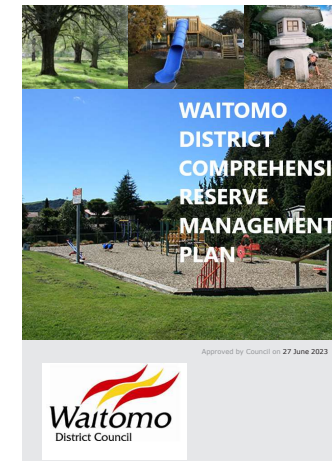 WAITOMO
DISTRICT
COMPREHENSI
RESERVE
MANAGEMENT
PLAN
Approved by Council on 27 June 2023
Waitomo
District Council